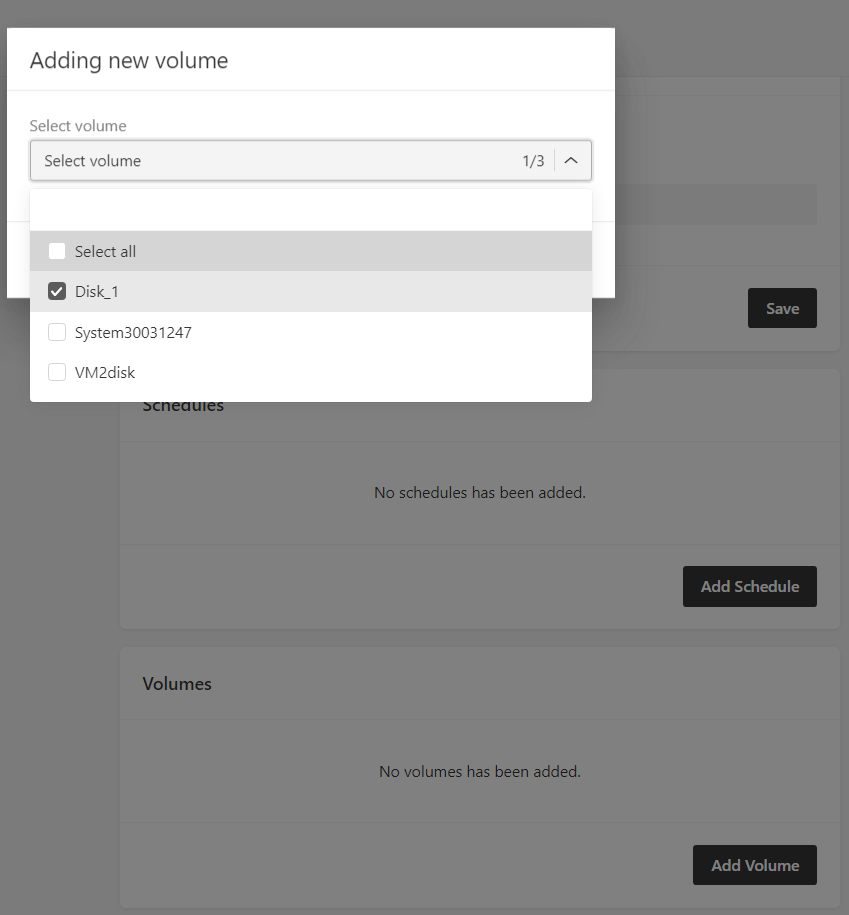 Adding new volume
Select volume
Select volume 1/3
Select all
Disk_1
System30031247
VM2disk
Save
Schedules
No schedules has been added.
Add Schedule
Volumes
No volumes has been added.
Add Volume